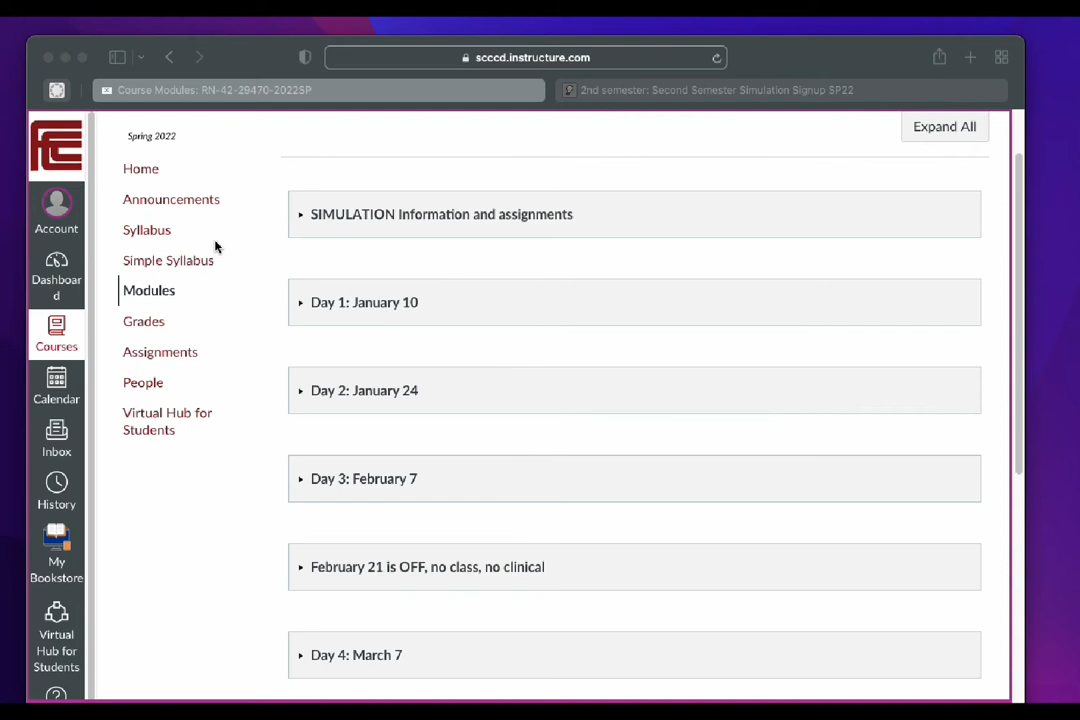 scccd.instructure.com
Course Modules: RN-42-29470-2022SP
2nd semester: Second Semester Simulation Signup SP22
Account
Dashboar
d
Courses
Calendar
Inbox
History
My
Bookstore
Virtual
Hub for
Students
Spring 2022
Home
Announcements
Syllabus
Simple Syllabus
Modules
Grades
Assignments
People
Virtual Hub for
Students
Expand All
SIMULATION Information and assignments
Day 1: January 10
Day 2: January 24
Day 3: February 7
February 21 is OFF, no class, no clinical
Day 4: March 7